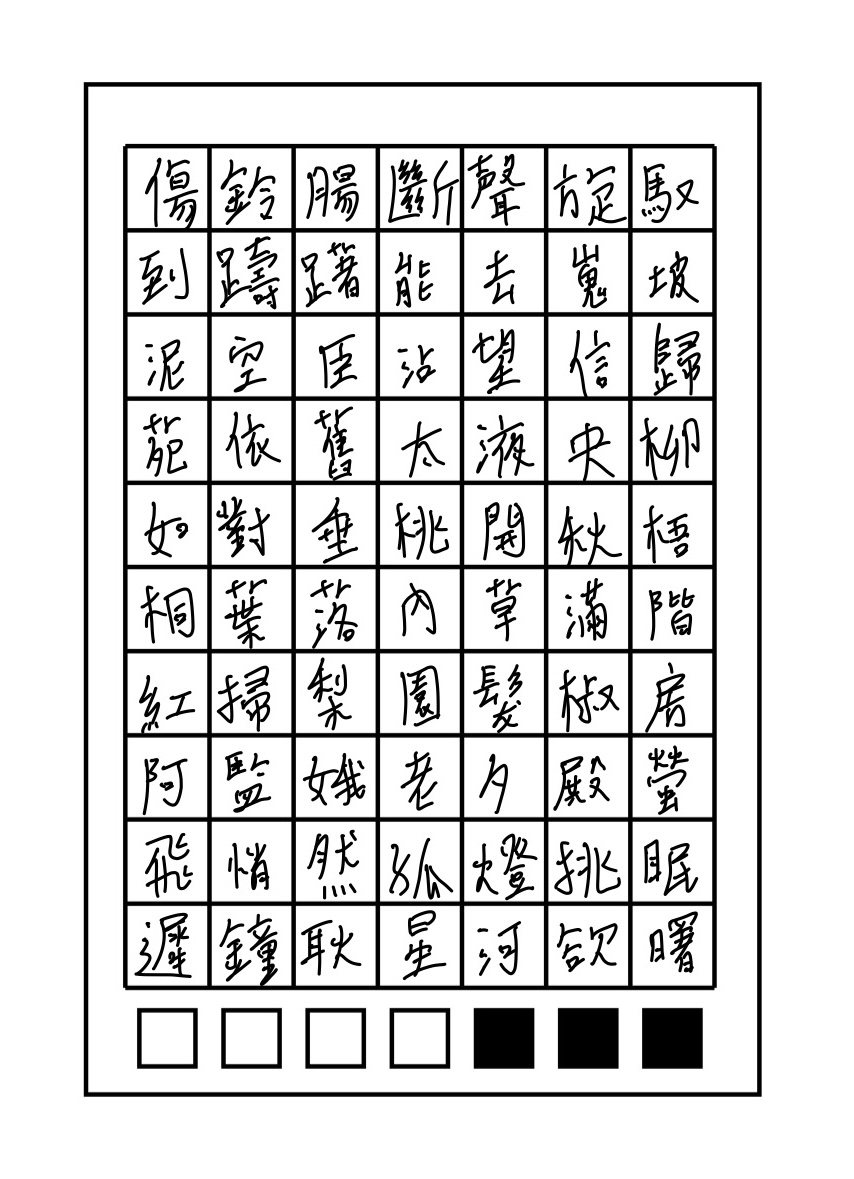 傷鈴腸斷聲旋馭
到躊躇能去嵬坡
泥空臣沾望信歸
苑依舊太液央柳
如對垂桃開秋梧
桐葉落內草滿階
紅掃梨園鬢椒房
阿監娥老夕殿螢
飛悄然孤燈挑眠
遲鐘耿星河欲曙